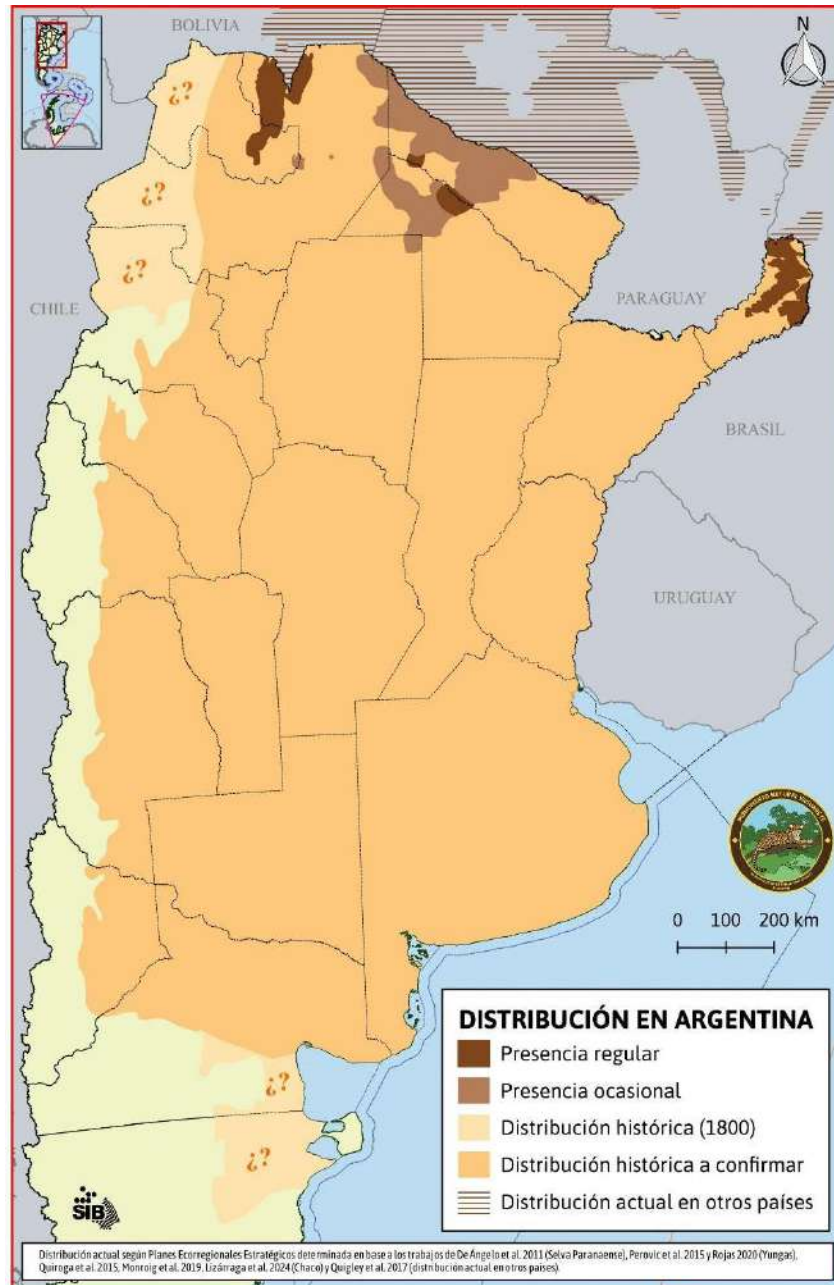 BOLIVIA
N
¿?
¿?
¿?
CHILE
PARAGUAY
BRASIL
URUGUAY
0 100 200 km
DISTRIBUCIÓN EN ARGENTINA
Presencia regular
Presencia ocasional
Distribución histórica (1800)
Distribución histórica a confirmar
Distribución actual en otros países
¿?
¿?
SIB
Distribución actual según Planes Ecorregionales Estratégicos determinada en base a los trabajos de De Angelo et al. 2011 (Selva Paranaense), Perovic et al. 2015 y Rojas 2020 (Yungas),
Quiroga et al. 2015, Monroig et al. 2019, Lizárraga et al. 2024 (Chaco) y Quigley et al. 2017 (distribución actual en otros países).